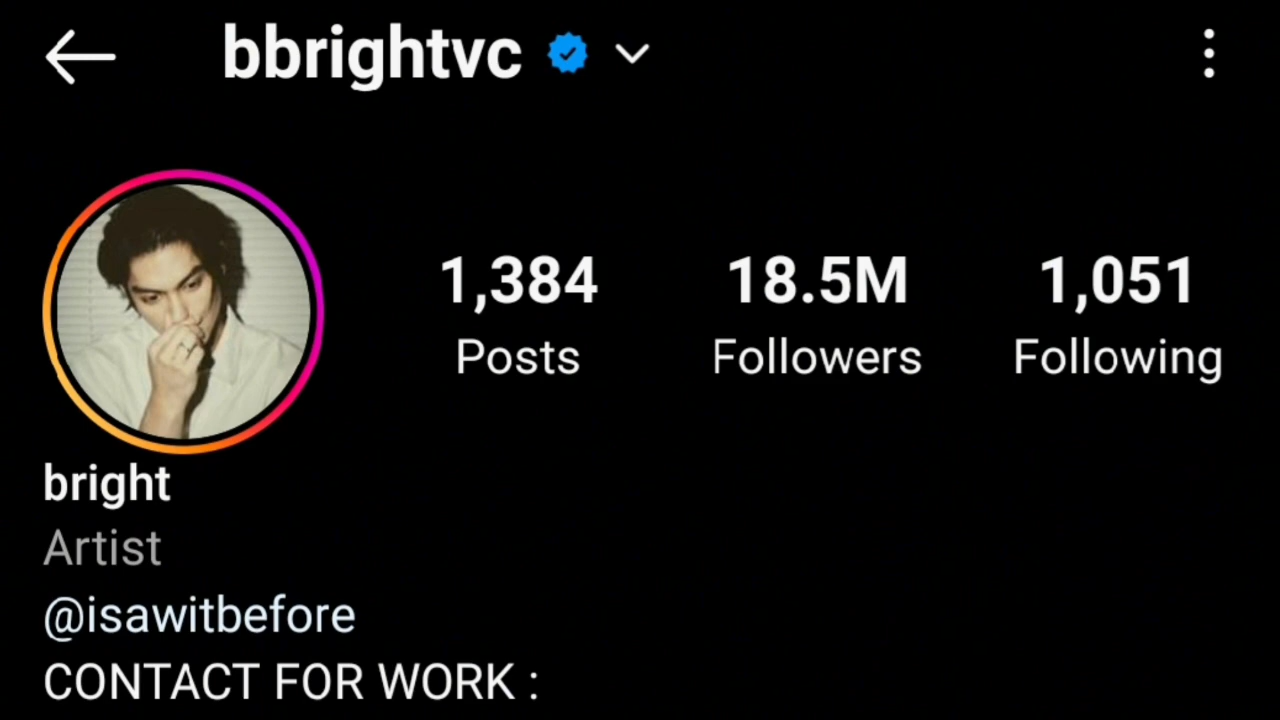 bbrightvc
1,384 18.5M 1,051
Posts Followers Following
bright
Artist
@isawitbefore
CONTACT FOR WORK :